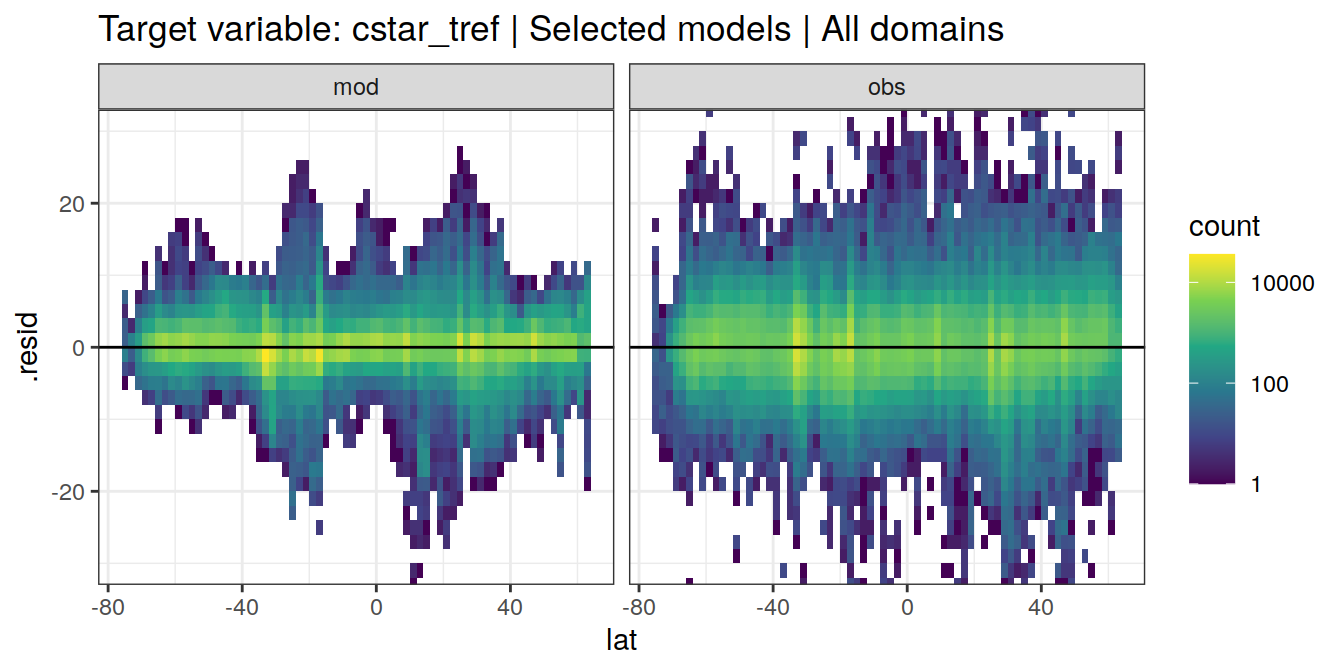 Target variable: cstar_tref | Selected models | All domains
mod
obs
.resid
20
0
-20
-80
-40
0
40
-80
-40
0
40
lat
count
10000
100
1